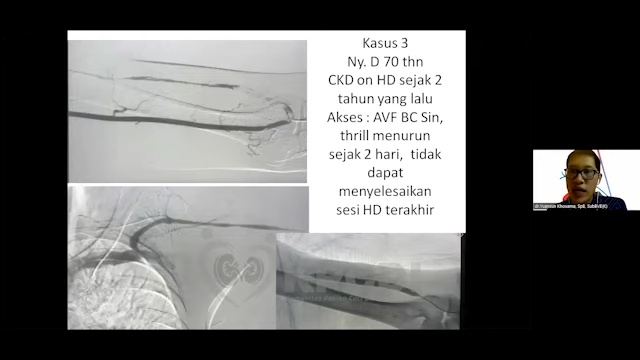 Kasus 3
Ny. D 70 thn
CKD on HD sejak 2
tahun yang lalu
Akses : AVF BC Sin,
thrill menurun
sejak 2 hari, tidak
dapat
menyelesaikan
sesi HD terakhir